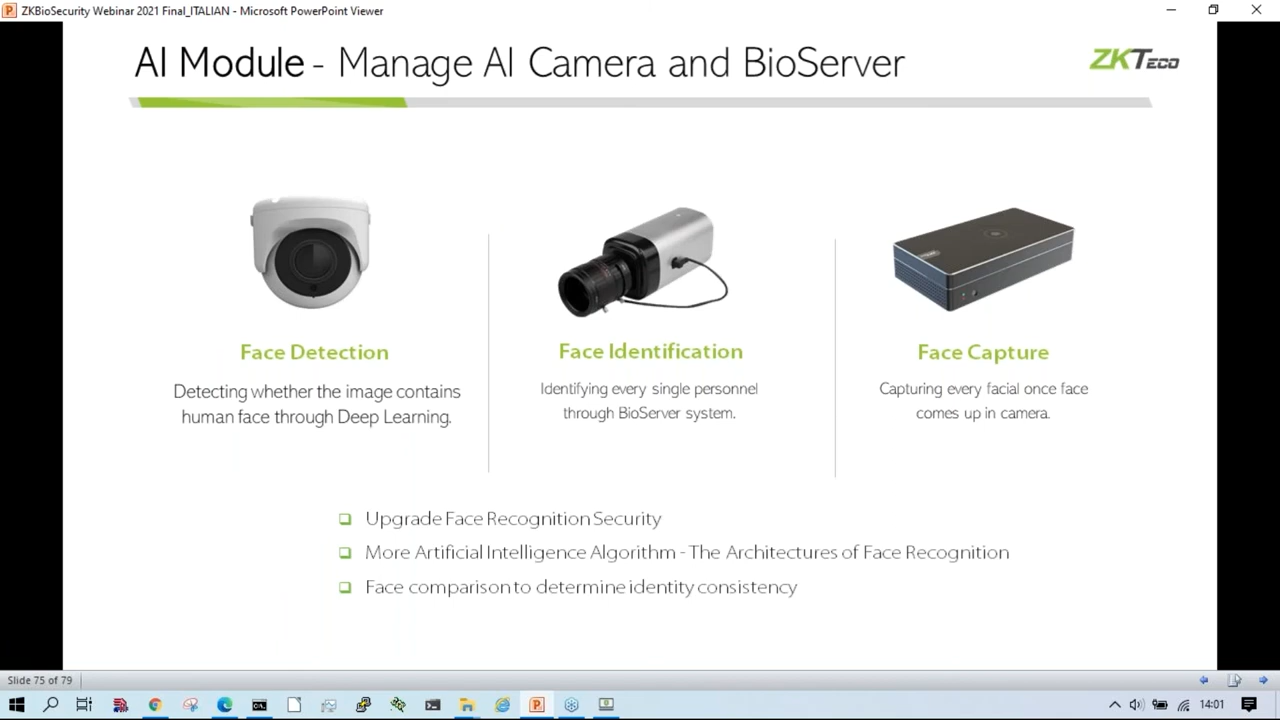 ZKBioSecurity Webinar 2021 Final_ITALIAN - Microsoft PowerPoint Viewer
AI Module - Manage AI Camera and BioServer
ZKTECO
Face Detection
Detecting whether the image contains
human face through Deep Learning.
Face Identification
Identifying every single personnel
through BioServer system.
Face Capture
Capturing every facial once face
comes up in camera.
Upgrade Face Recognition Security
More Artificial Intelligence Algorithm - The Architectures of Face Recognition
Face comparison to determine identity consistency
Slide 75 of 79
14:01